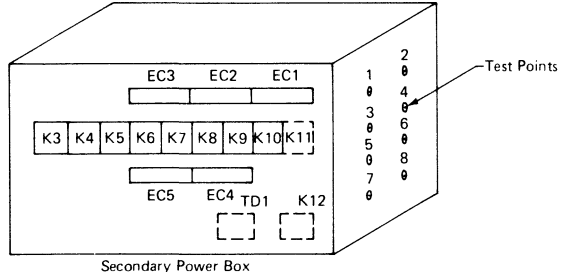 EC3 EC2 EC1
K3 K4 K5 K6 K7 K8 K9 K10 K11
EC5 EC4
TD1 K12
1 2
3 4
5 6
7 8
Test Points
Secondary Power Box